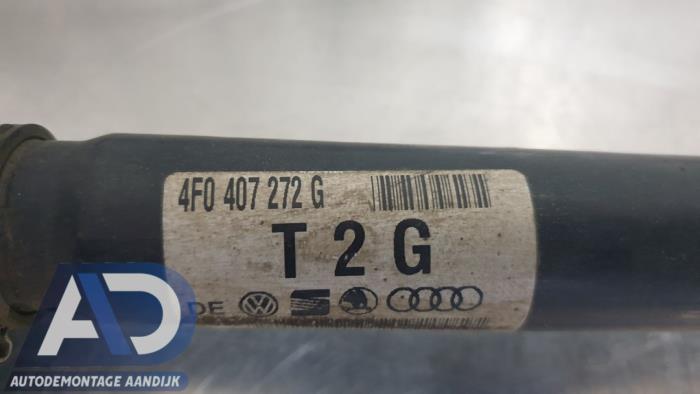 4F0 407 272 G
T 2 G
DE
AD
AUTODEMONTAGE AANDIJK